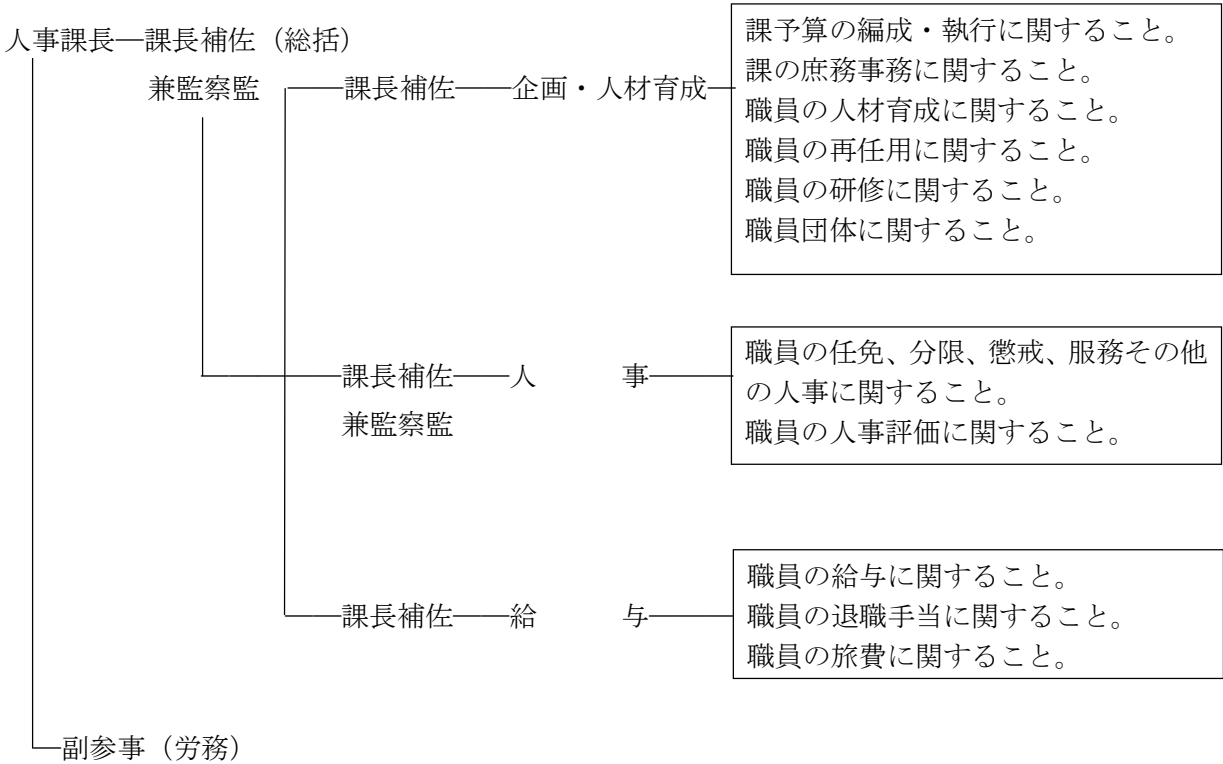 人事課長―課長補佐（総括）
兼監察監
課長補佐――企画・人材育成
課予算の編成・執行に関すること。
課の庶務事務に関すること。
職員の人材育成に関すること。
職員の再任用に関すること。
職員の研修に関すること。
職員団体に関すること。
課長補佐――人　　事
兼監察監
職員の任免、分限、懲戒、服務その他
の人事に関すること。
職員の人事評価に関すること。
課長補佐――給　　与
職員の給与に関すること。
職員の退職手当に関すること。
職員の旅費に関すること。
副参事（労務）